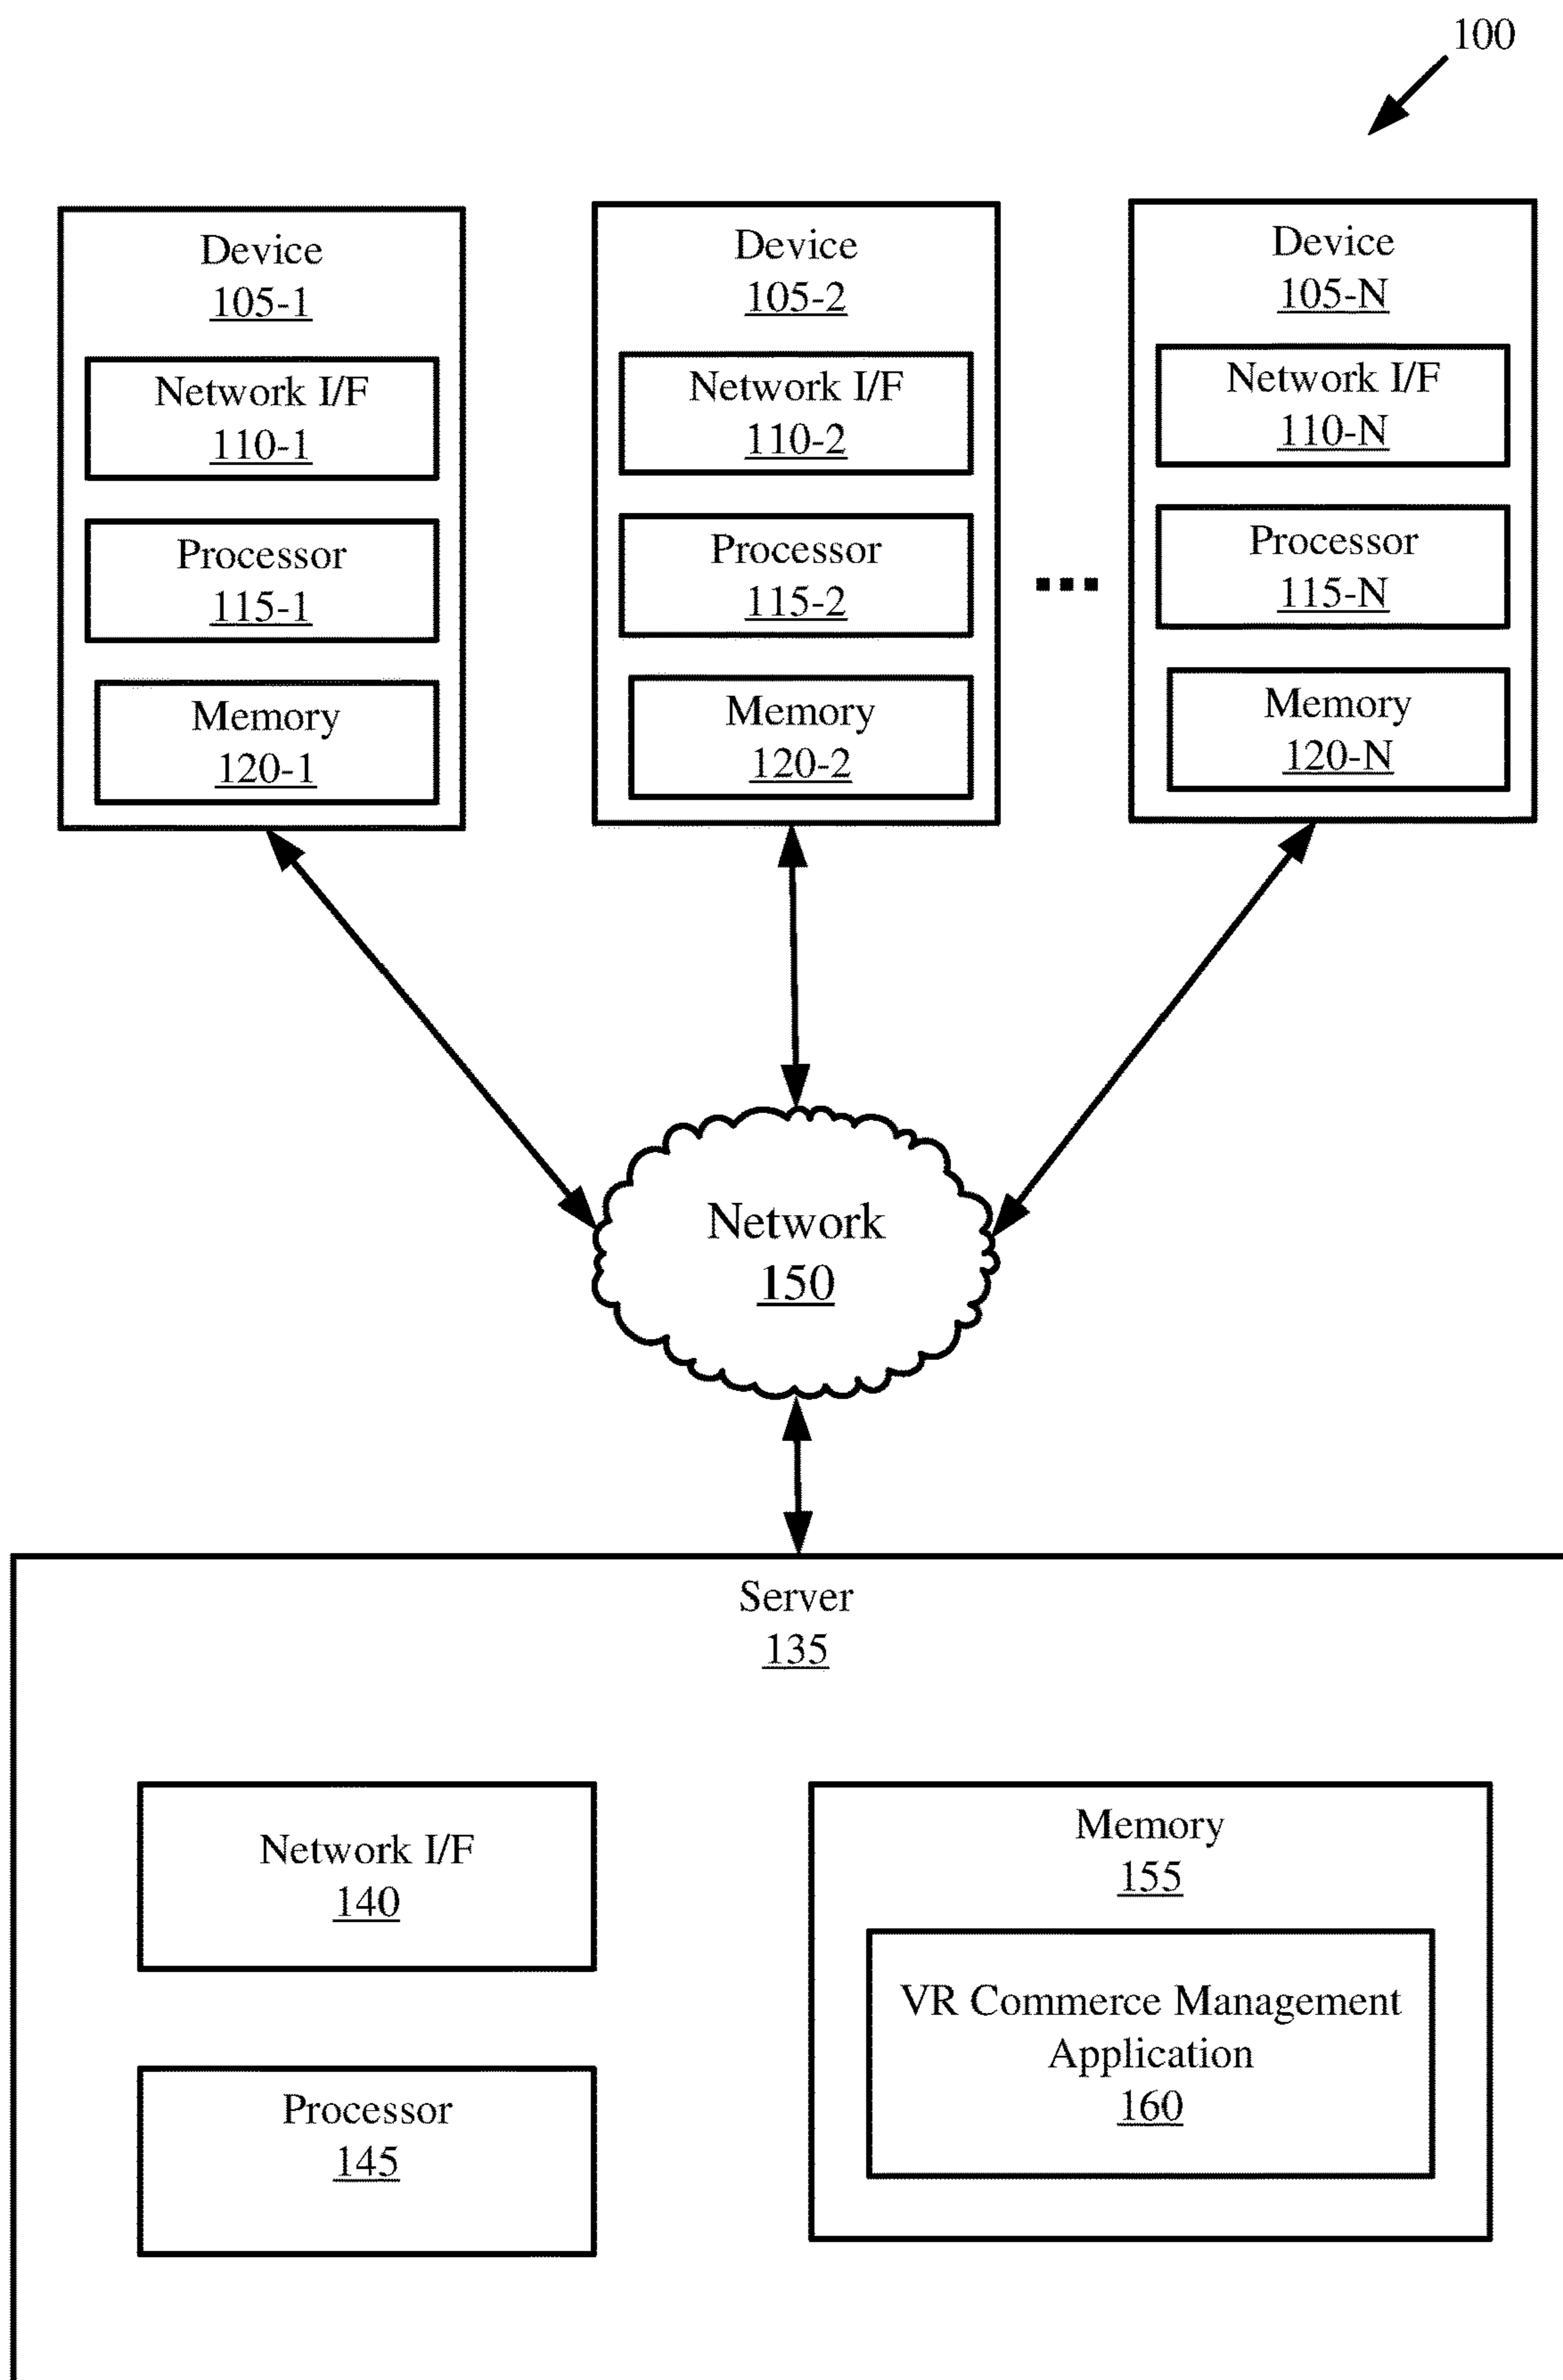 100
Device
105-1
Network I/F
110-1
Processor
115-1
Memory
120-1
Device
105-2
Network I/F
110-2
Processor
115-2
Memory
120-2
...
Device
105-N
Network I/F
110-N
Processor
115-N
Memory
120-N
Network
150
Server
135
Network I/F
140
Processor
145
Memory
155
VR Commerce Management
Application
160